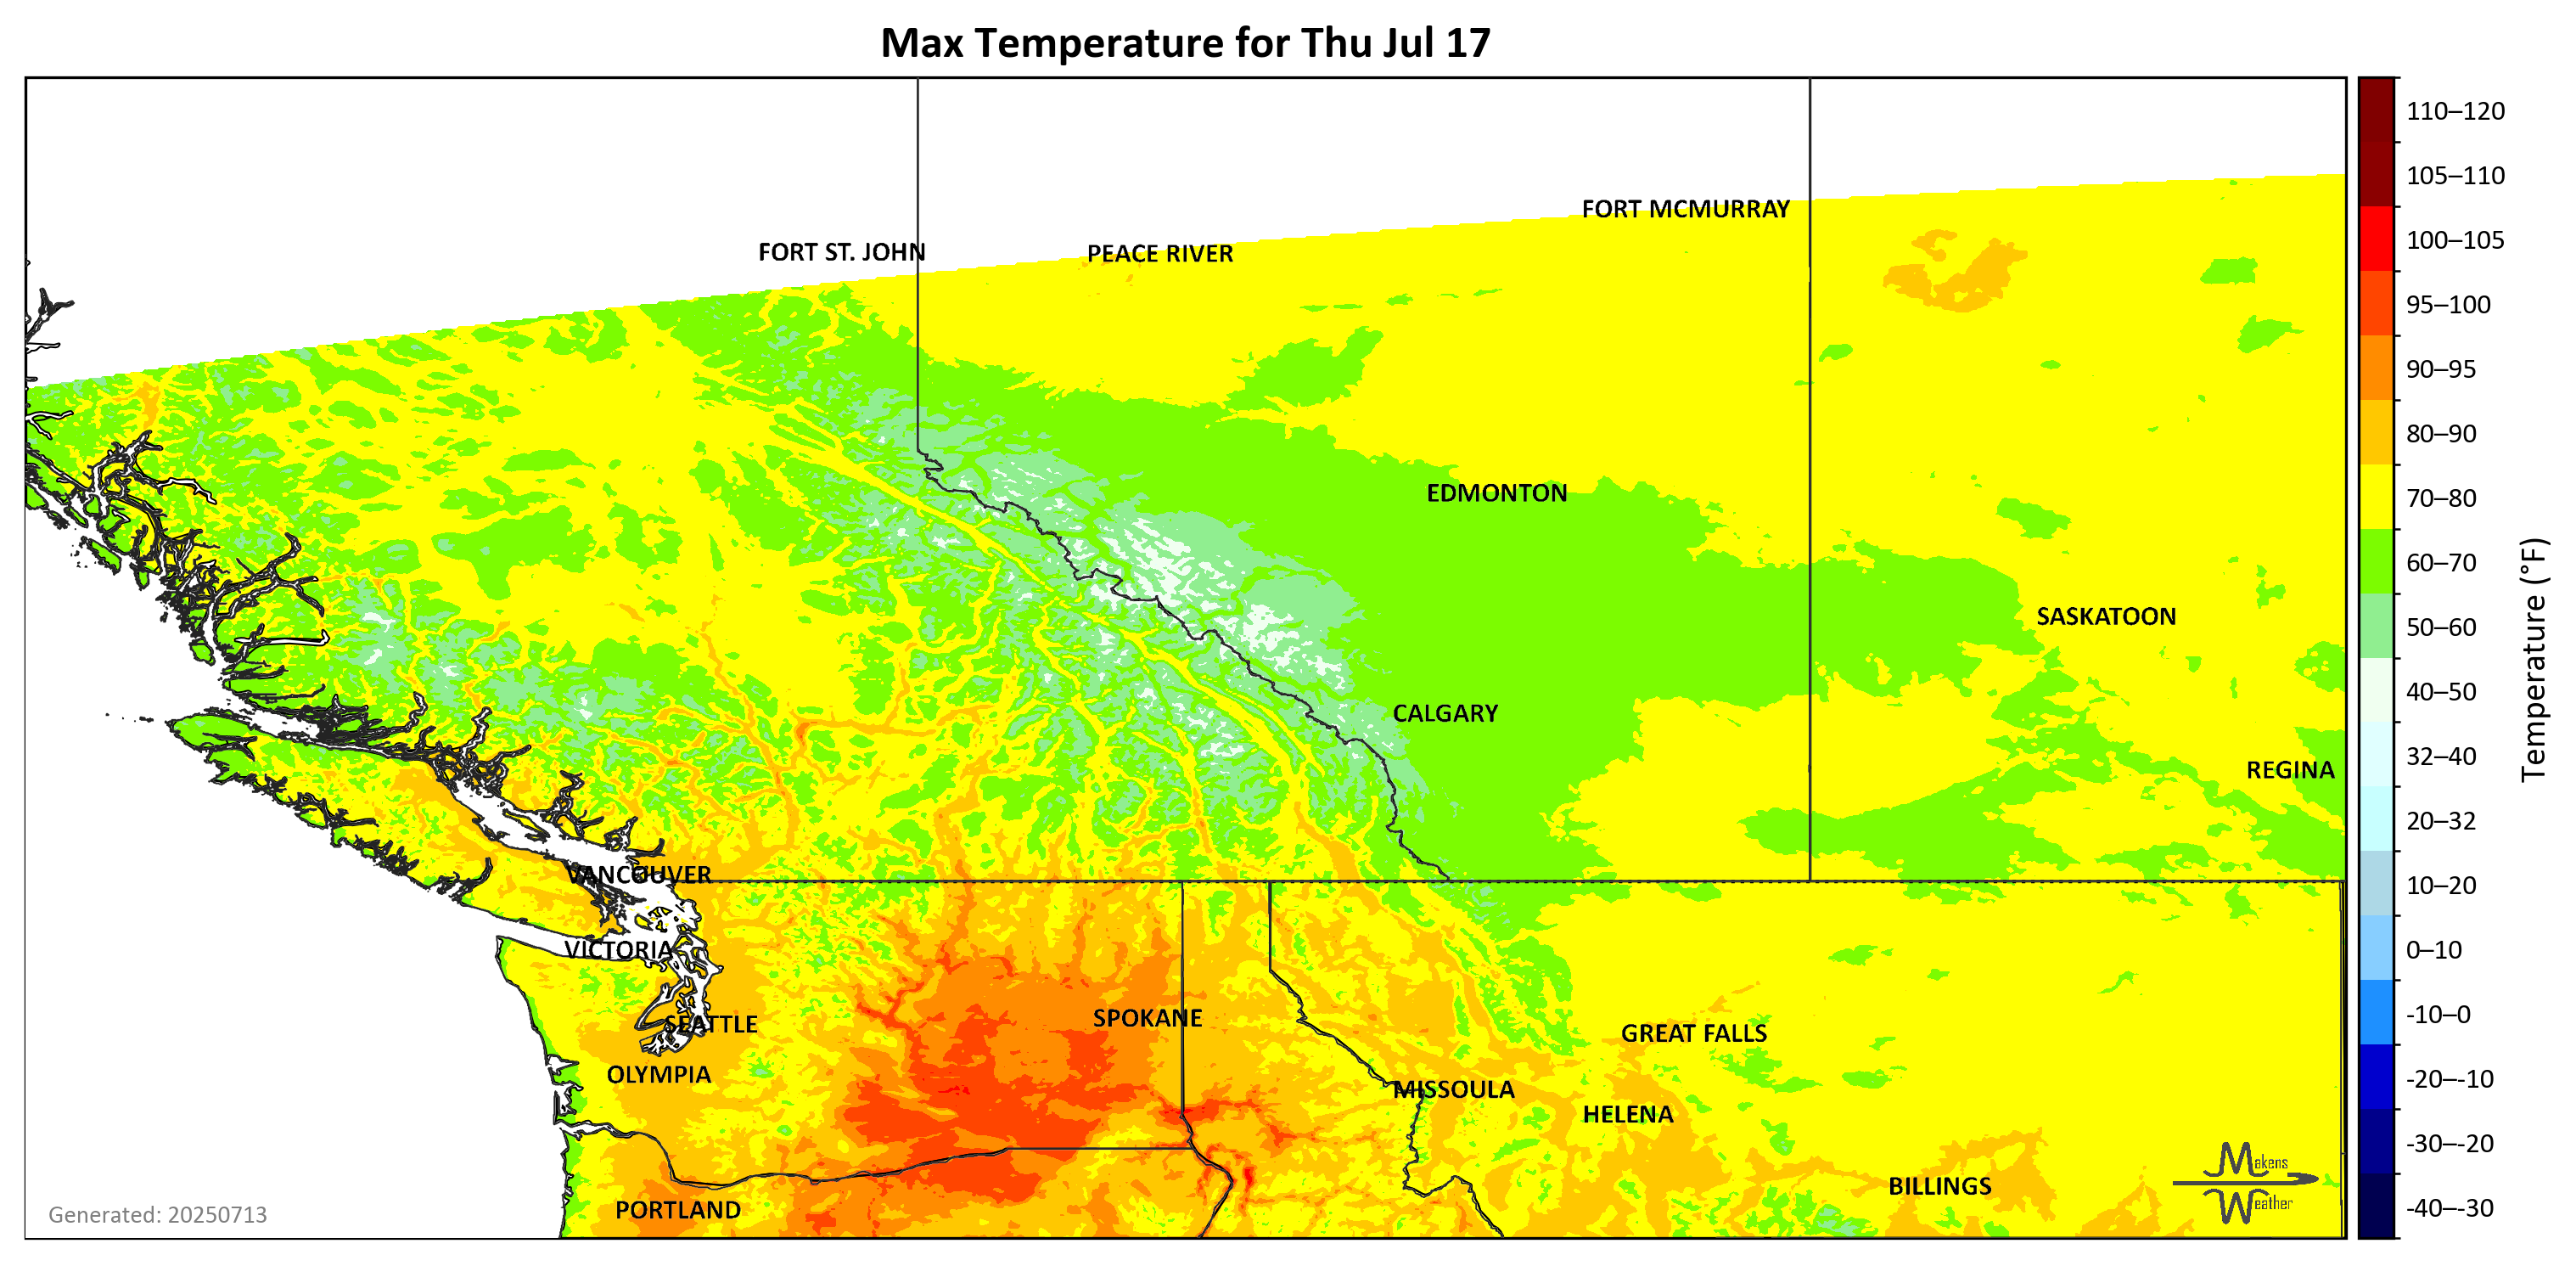 Max Temperature for Thu Jul 17
110–120
105–110
100–105
95–100
90–95
80–90
70–80
60–70
50–60
40–50
32–40
20–32
10–20
0–10
-10–0
-20–-10
-30–-20
-40–-30
Temperature (°F)
FORT MCMURRAY
FORT ST. JOHN
PEACE RIVER
EDMONTON
SASKATOON
CALGARY
REGINA
VANCOUVER
VICTORIA
SEATTLE
SPOKANE
GREAT FALLS
OLYMPIA
MISSOULA
HELENA
BILLINGS
PORTLAND
Makens
Weather
Generated: 20250713